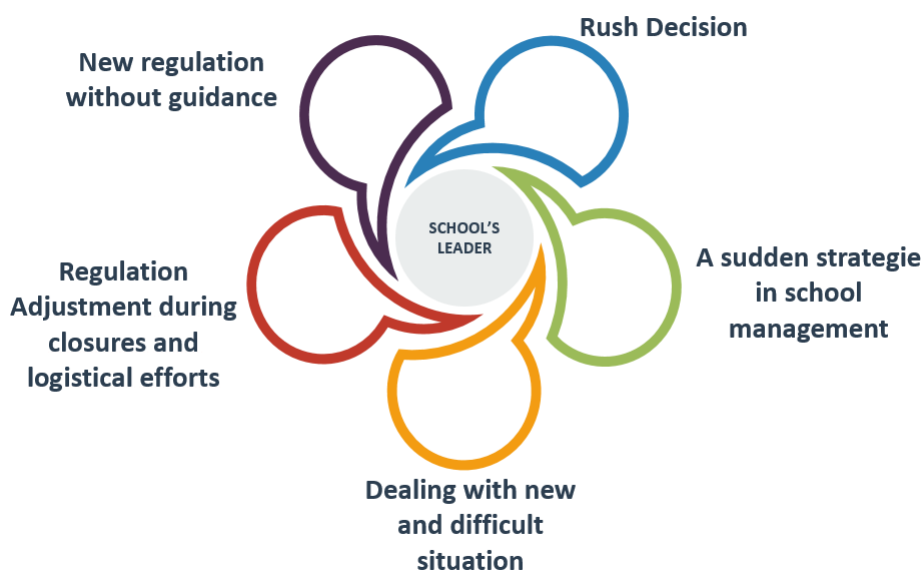 Rush Decision
New regulation
without guidance
SCHOOL'S
LEADER
A sudden strategie
in school
management
Regulation
Adjustment during
closures and
logistical efforts
Dealing with new
and difficult
situation